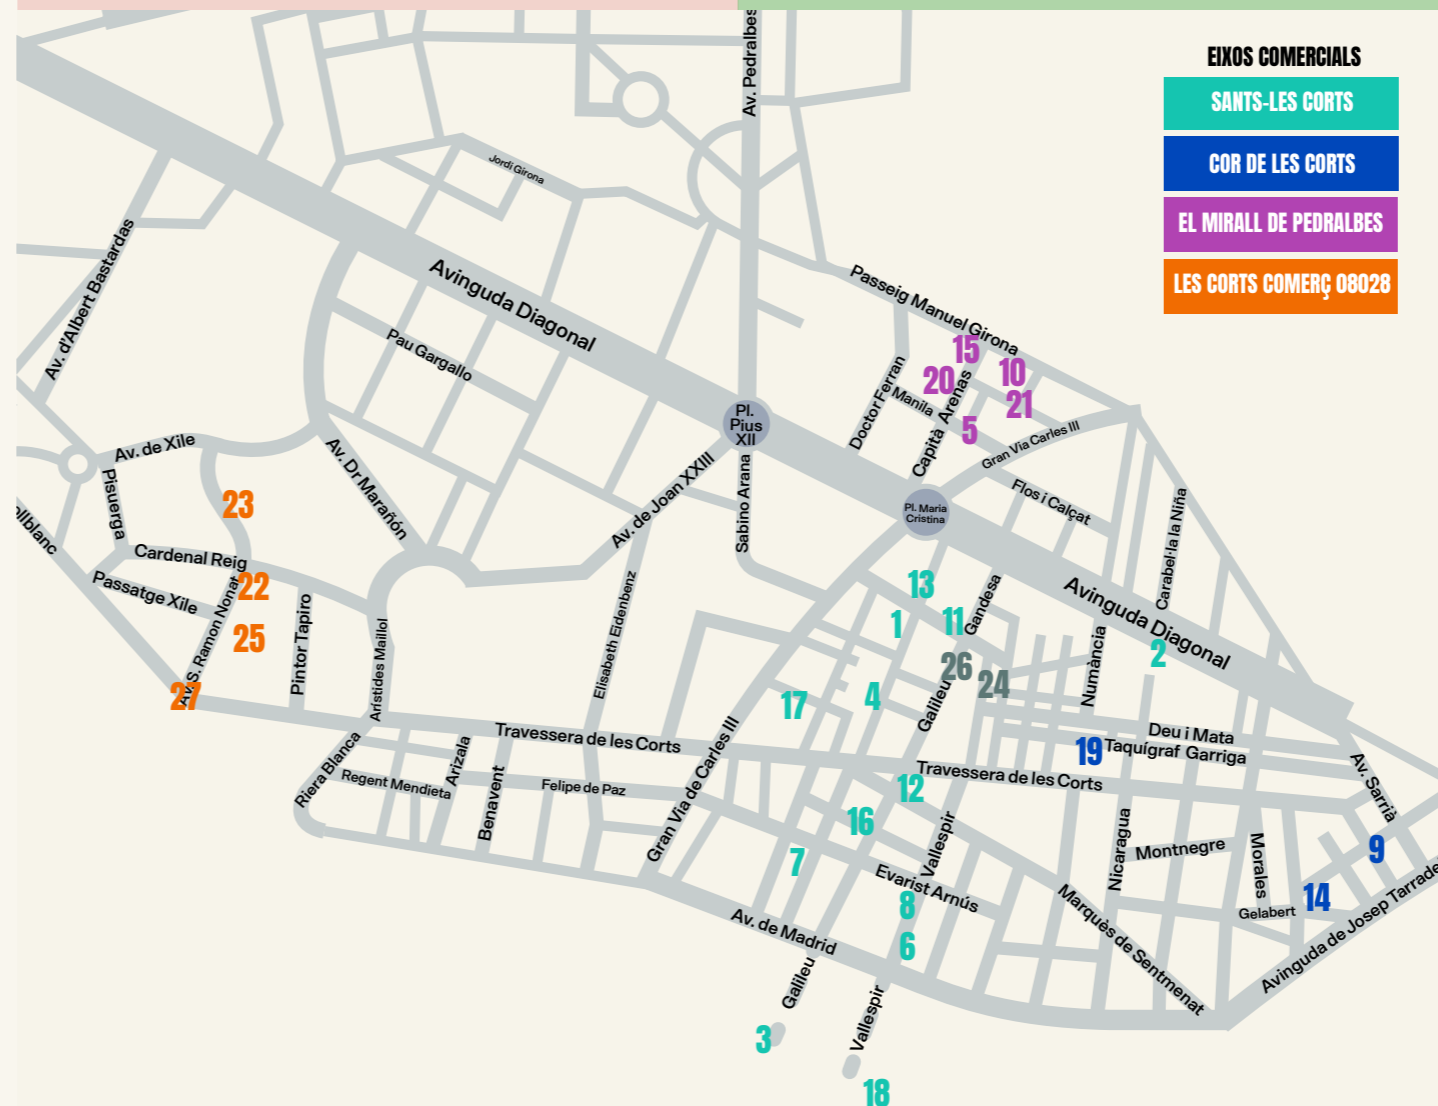 EIXOS COMERCIALS
SANTS-LES CORTS
COR DE LES CORTS
EL MIRALL DE PEDRALBES
LES CORTS COMERÇ 08028
Av. Pedralbes
Jordi Girona
Av. d'Albert Bastardas
Avinguda Diagonal
Passeig Manuel Girona
Pau Gargallo
15
10
20
21
5
Doctor Ferran
Manila
Capità Arenas
Gran Via Carles III
Pl.
Pius
XII
Av. de Xile
Av. Dr Marañón
Pisuerga
Av. de Joan XXIII
Sabino Arana
Flos i Calçat
Pl. Maria
Cristina
Carabel·la la Niña
23
ollblanc
Cardenal Reig
Passatge Xile
22
25
27
Av. S. Ramon Nonat
Pintor Tapiro
Arístides Maillol
Elisabeth Eidenbenz
13
1
11
Gandesa
Avinguda Diagonal
2
26
24
Numància
17
4
Galileu
Travessera de les Corts
Deu i Mata
19
Taquígraf Garriga
Travessera de les Corts
12
Riera Blanca
Regent Mendieta
Arizala
Benavent
Felipe de Paz
Gran Via de Carles III
16
7
Vallespir
Evarist Arnús
8
6
Nicaragua
Montnegre
Morales
Gelabert
Av. Sarrià
9
14
Marquès de Sentmenat
Avinguda de Josep Tarrade
Av. de Madrid
Galileu
3
Vallespir
18